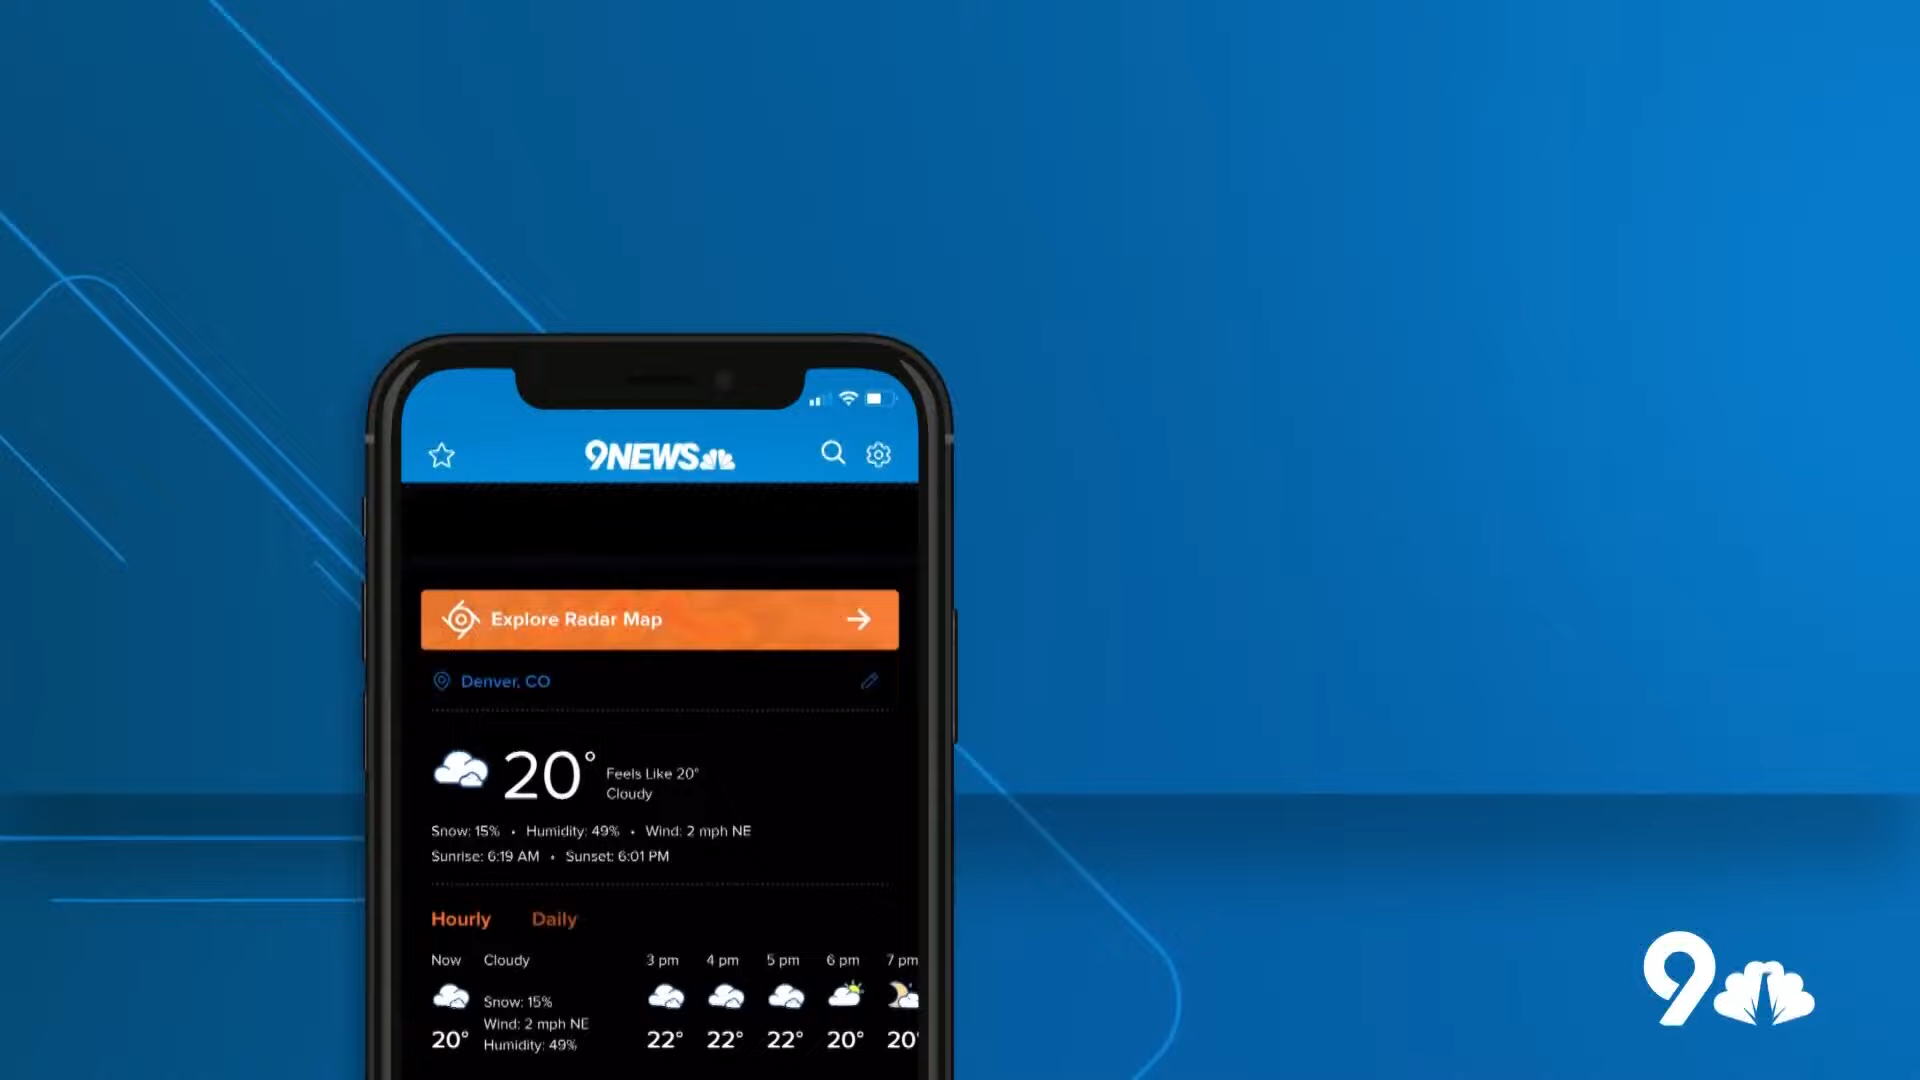 9NEWS
Explore Radar Map
Denver, CO
20°
Feels Like 20°
Cloudy
Snow: 15% • Humidity: 49% • Wind: 2 mph NE
Sunrise: 6:19 AM • Sunset: 6:01 PM
Hourly Daily
Now Cloudy 3 pm 4 pm 5 pm 6 pm 7 pm
Snow: 15%
Wind: 2 mph NE
20° Humidity: 49% 22° 22° 22° 20° 20°
9